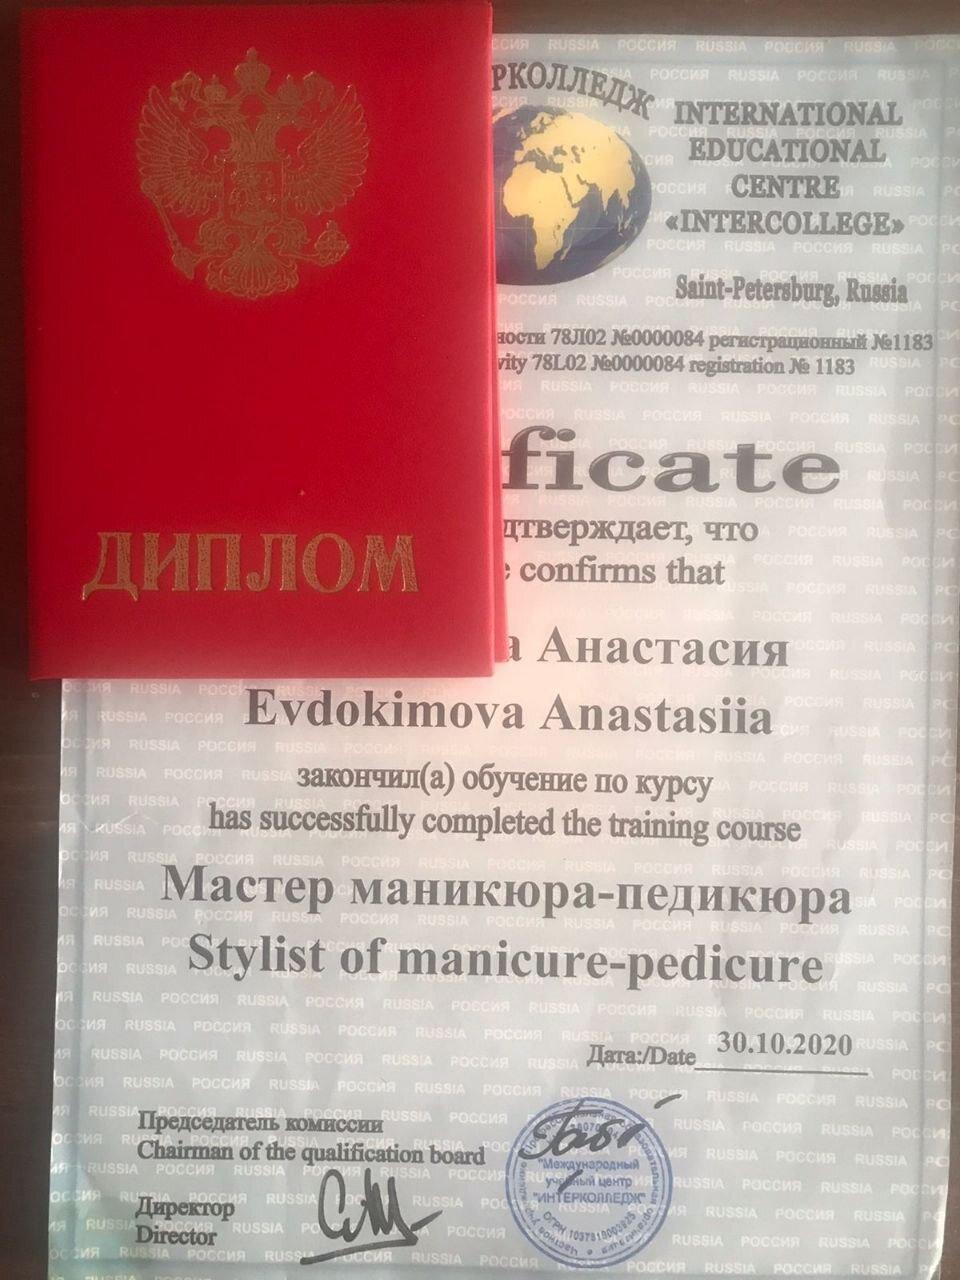 ДИПЛОМ
РКОЛЛЕДЖ
INTERNATIONAL
EDUCATIONAL
CENTRE
«INTERCOLLEGE»
Saint-Petersburg, Russia
ности 78Л02 №0000084 регистрационный №1183
vity 78L02 №0000084 registration № 1183
ficate
дтверждает, что
confirms that
а Анастасия
Evdokimova Anastasiia
закончил(а) обучение по курсу
has successfully completed the training course
Мастер маникюра-педикюра
Stylist of manicure-pedicure
Дата:/Date 30.10.2020
Председатель комиссии
Chairman of the qualification board
Директор
Director
"Международный
учебный центр
"ИНТЕРКОЛЛЕДЖ"
РОССИЯ RUSSIA